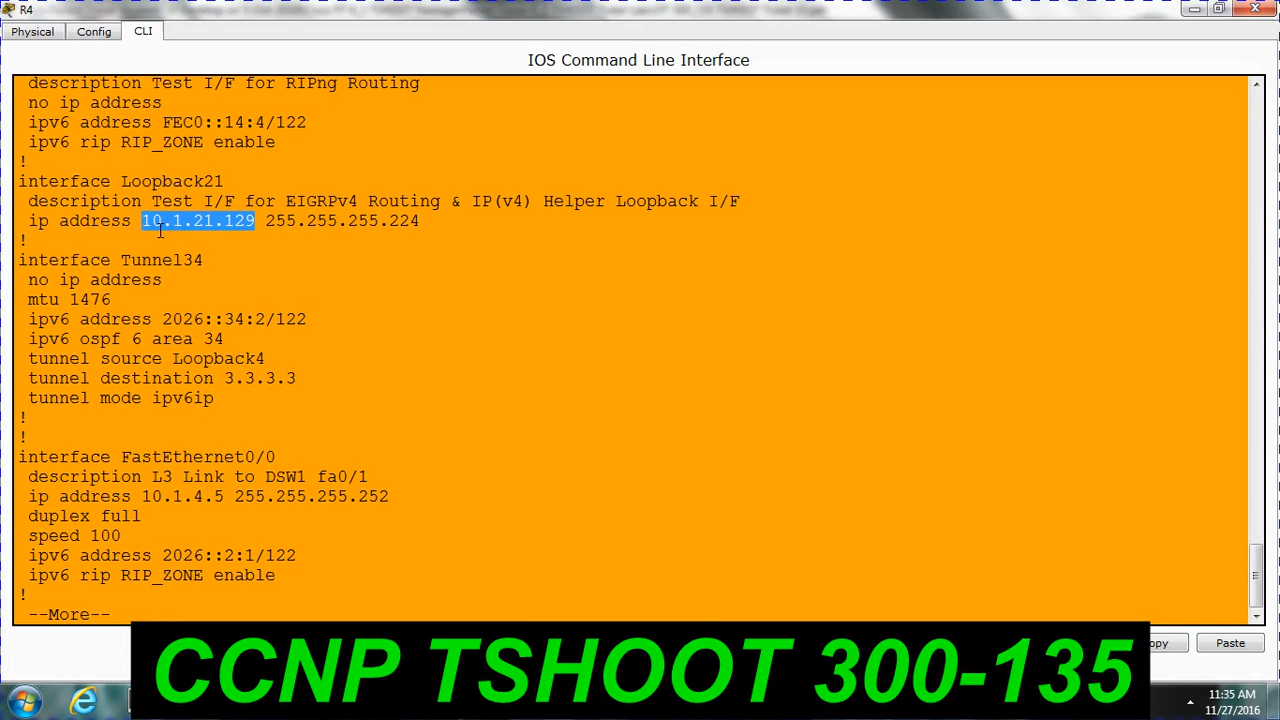 R4
Physical
Config
CLI
IOS Command Line Interface
description Test I/F for RIPng Routing
no ip address
ipv6 address FEC0::14:4/122
ipv6 rip RIP_ZONE enable
!
interface Loopback21
description Test I/F for EIGRPv4 Routing & IP(v4) Helper Loopback I/F
ip address 10.1.21.129 255.255.255.224
!
interface Tunnel34
no ip address
mtu 1476
ipv6 address 2026::34:2/122
ipv6 ospf 6 area 34
tunnel source Loopback4
tunnel destination 3.3.3.3
tunnel mode ipv6ip
!
!
interface FastEthernet0/0
description L3 Link to DSW1 fa0/1
ip address 10.1.4.5 255.255.255.252
duplex full
speed 100
ipv6 address 2026::2:1/122
ipv6 rip RIP_ZONE enable
!
--More--
Paste
CCNP TSHOOT 300-135
11:35 AM
11/27/2016